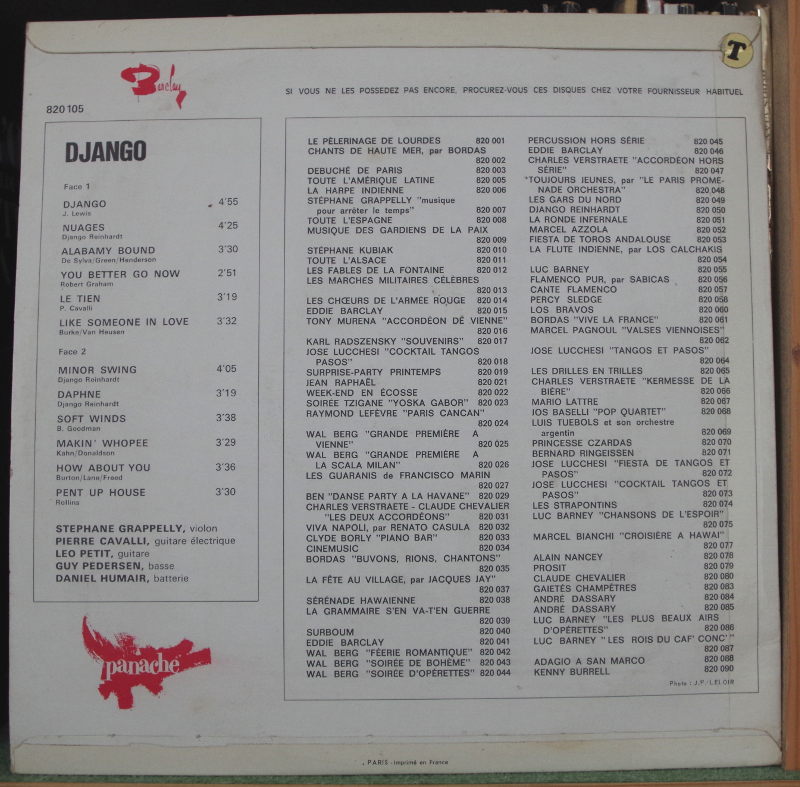 T
Barclay
SI VOUS NE LES POSSEDEZ PAS ENCORE, PROCUREZ-VOUS CES DISQUES CHEZ VOTRE FOURNISSEUR HABITUEL
820 105
DJANGO
Face 1
DJANGO 4'55
J. Lewis
NUAGES 4'25
Django Reinhardt
ALABAMY BOUND 3'30
De Sylva/Green/Henderson
YOU BETTER GO NOW 2'51
Robert Graham
LE TIEN 3'19
P. Cavalli
LIKE SOMEONE IN LOVE 3'32
Burke/Van Heusen
Face 2
MINOR SWING 4'05
Django Reinhardt
DAPHNE 3'19
Django Reinhardt
SOFT WINDS 3'38
B. Goodman
MAKIN' WHOPEE 3'29
Kahn/Donaldson
HOW ABOUT YOU 3'36
Burton/Lane/Freed
PENT UP HOUSE 3'30
Rollins
STEPHANE GRAPPELLY, violon
PIERRE CAVALLI, guitare électrique
LEO PETIT, guitare
GUY PEDERSEN, basse
DANIEL HUMAIR, batterie
panache
LE PÈLERINAGE DE LOURDES 820 001
CHANTS DE HAUTE MER, par BORDAS
820 002
DEBUCHÉ DE PARIS 820 003
TOUTE L'AMÉRIQUE LATINE 820 005
LA HARPE INDIENNE 820 006
STÉPHANE GRAPPELLY "musique
pour arrêter le temps" 820 007
TOUTE L'ESPAGNE 820 008
MUSIQUE DES GARDIENS DE LA PAIX
820 009
STÉPHANE KUBIAK 820 010
TOUTE L'ALSACE 820 011
LES FABLES DE LA FONTAINE 820 012
LES MARCHES MILITAIRES CÉLÈBRES
820 013
LES CHŒURS DE L'ARMÉE ROUGE 820 014
EDDIE BARCLAY 820 015
TONY MURENA "ACCORDÉON DE VIENNE"
820 016
KARL RADSZENSKY "SOUVENIRS" 820 017
JOSE LUCCHESI "COCKTAIL TANGOS
PASOS" 820 018
SURPRISE-PARTY PRINTEMPS 820 019
JEAN RAPHAËL 820 021
WEEK-END EN ÉCOSSE 820 022
SOIRÉE TZIGANE "YOSKA GABOR" 820 023
RAYMOND LEFÈVRE "PARIS CANCAN"
820 024
WAL BERG "GRANDE PREMIÈRE A
VIENNE" 820 025
WAL BERG "GRANDE PREMIÈRE A
LA SCALA MILAN" 820 026
LES GUARANIS de FRANCISCO MARIN
820 027
BEN "DANSE PARTY A LA HAVANE" 820 029
CHARLES VERSTRAETE - CLAUDE CHEVALIER
"LES DEUX ACCORDÉONS" 820 031
VIVA NAPOLI, par RENATO CASULA 820 032
CLYDE BORLY "PIANO BAR" 820 033
CINEMUSIC 820 034
BORDAS "BUVONS, RIONS, CHANTONS"
820 035
LA FÊTE AU VILLAGE, par JACQUES JAY"
820 037
SÉRÉNADE HAWAIENNE 820 038
LA GRAMMAIRE S'EN VA-T'EN GUERRE
820 039
SURBOUM 820 040
EDDIE BARCLAY 820 041
WAL BERG "FÉERIE ROMANTIQUE" 820 042
WAL BERG "SOIRÉE DE BOHÈME" 820 043
WAL BERG "SOIRÉE D'OPÉRETTES" 820 044
PERCUSSION HORS SÉRIE 820 045
EDDIE BARCLAY 820 046
CHARLES VERSTRAETE "ACCORDÉON HORS
SÉRIE" 820 047
"TOUJOURS JEUNES, par "LE PARIS PROME-
NADE ORCHESTRA" 820 048
LES GARS DU NORD 820 049
DJANGO REINHARDT 820 050
LA RONDE INFERNALE 820 051
MARCEL AZZOLA 820 052
FIESTA DE TOROS ANDALOUSE 820 053
LA FLUTE INDIENNE, par LOS CALCHAKIS
820 054
LUC BARNEY 820 055
FLAMENCO PUR, par SABICAS 820 056
CANTE FLAMENCO 820 057
PERCY SLEDGE 820 058
LOS BRAVOS 820 060
BORDAS "VIVE LA FRANCE" 820 061
MARCEL PAGNOUL "VALSES VIENNOISES"
820 062
JOSE LUCCHESI "TANGOS ET PASOS"
820 064
LES DRILLES EN TRILLES 820 065
CHARLES VERSTRAETE "KERMESSE DE LA
BIÈRE" 820 066
MARIO LATTRE 820 067
JOS BASELLI "POP QUARTET" 820 068
LUIS TUEBOLS et son orchestre
argentin 820 069
PRINCESSE CZARDAS 820 070
BERNARD RINGEISSEN 820 071
JOSE LUCCHESI "FIESTA DE TANGOS ET
PASOS" 820 072
JOSE LUCCHESI "COCKTAIL TANGOS ET
PASOS" 820 073
LES STRAPONTINS 820 074
LUC BARNEY "CHANSONS DE L'ESPOIR"
820 075
MARCEL BIANCHI "CROISIÈRE A HAWAI"
820 077
ALAIN NANCEY 820 078
PROSIT 820 079
CLAUDE CHEVALIER 820 080
GAIETÉS CHAMPÊTRES 820 083
ANDRÉ DASSARY 820 084
ANDRÉ DASSARY 820 085
LUC BARNEY "LES PLUS BEAUX AIRS
D'OPÉRETTES" 820 086
LUC BARNEY "LES ROIS DU CAF' CONC'"
820 087
ADAGIO A SAN MARCO 820 088
KENNY BURRELL 820 090
Photo : J.P./LELOIR
, PARIS - Imprimé en France